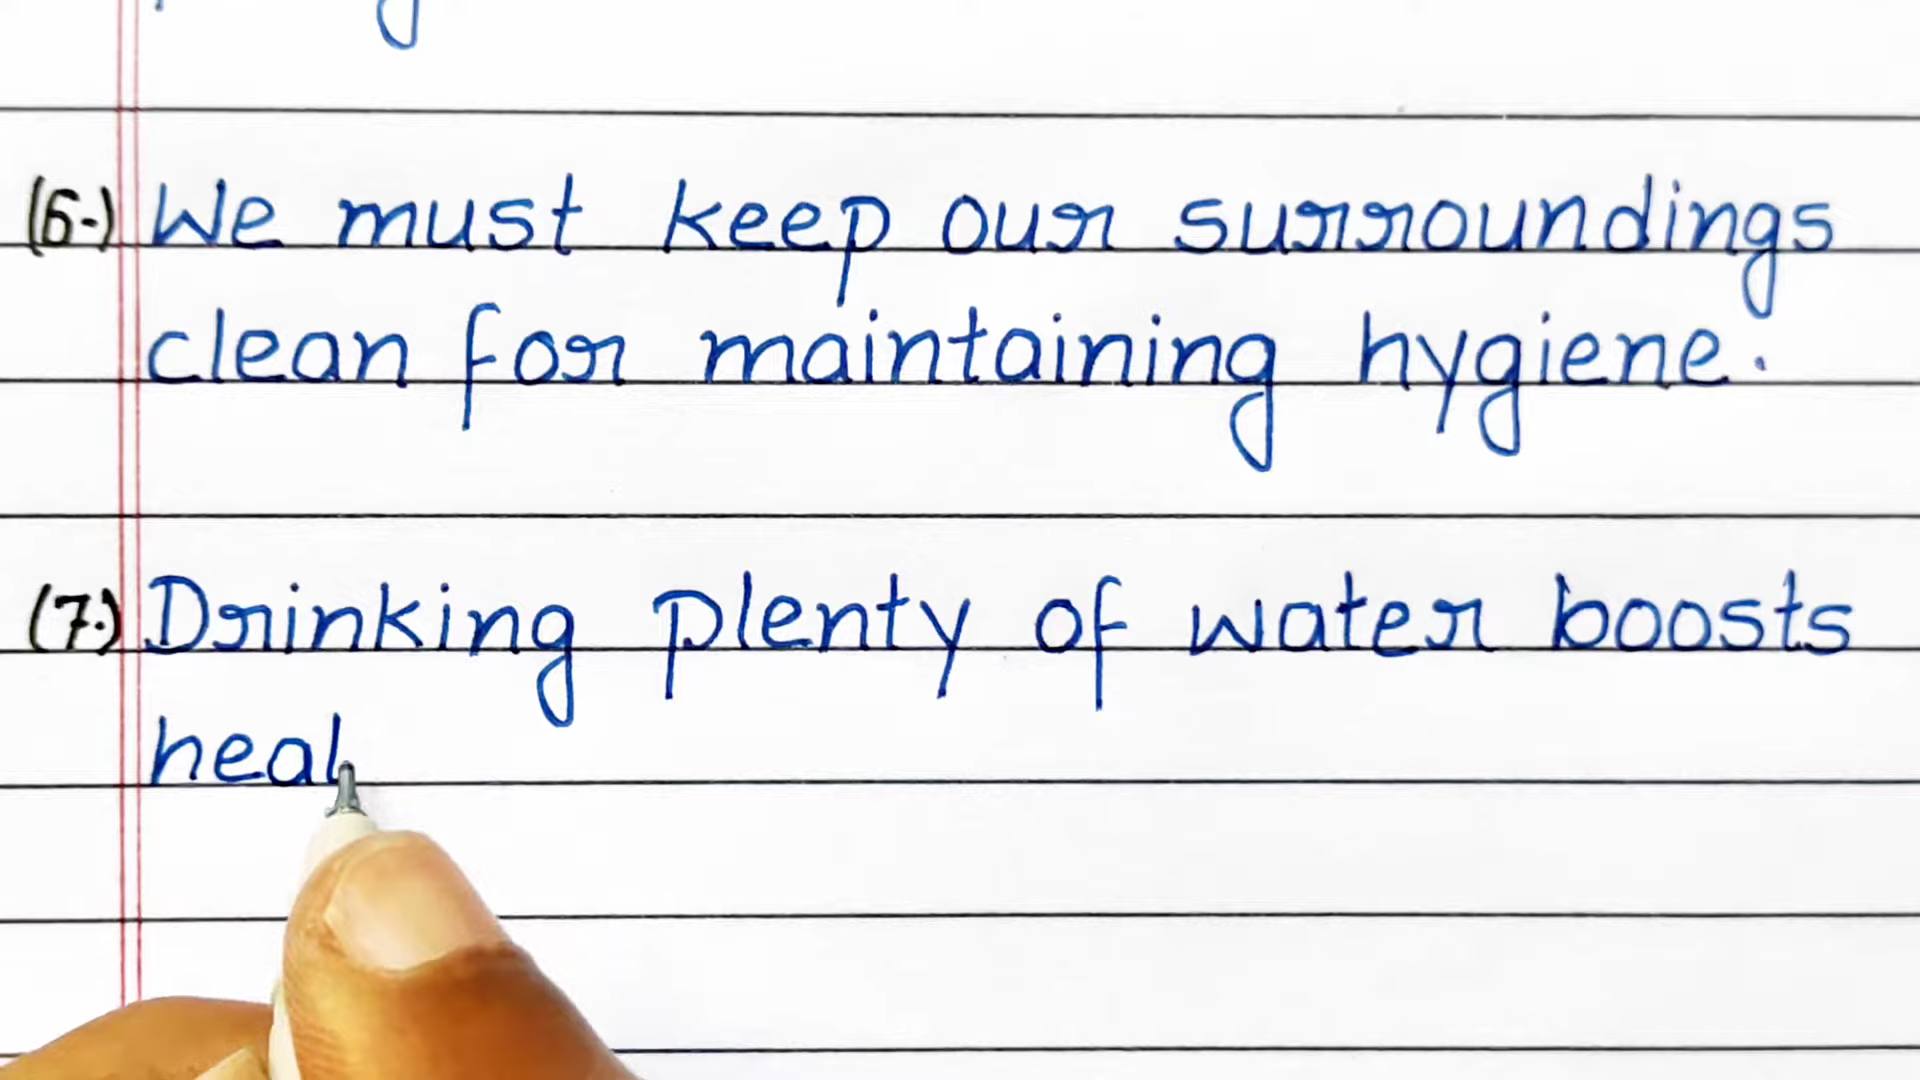 (6.) We must keep our surroundings
clean for maintaining hygiene.
(7.) Drinking plenty of water boosts
heal